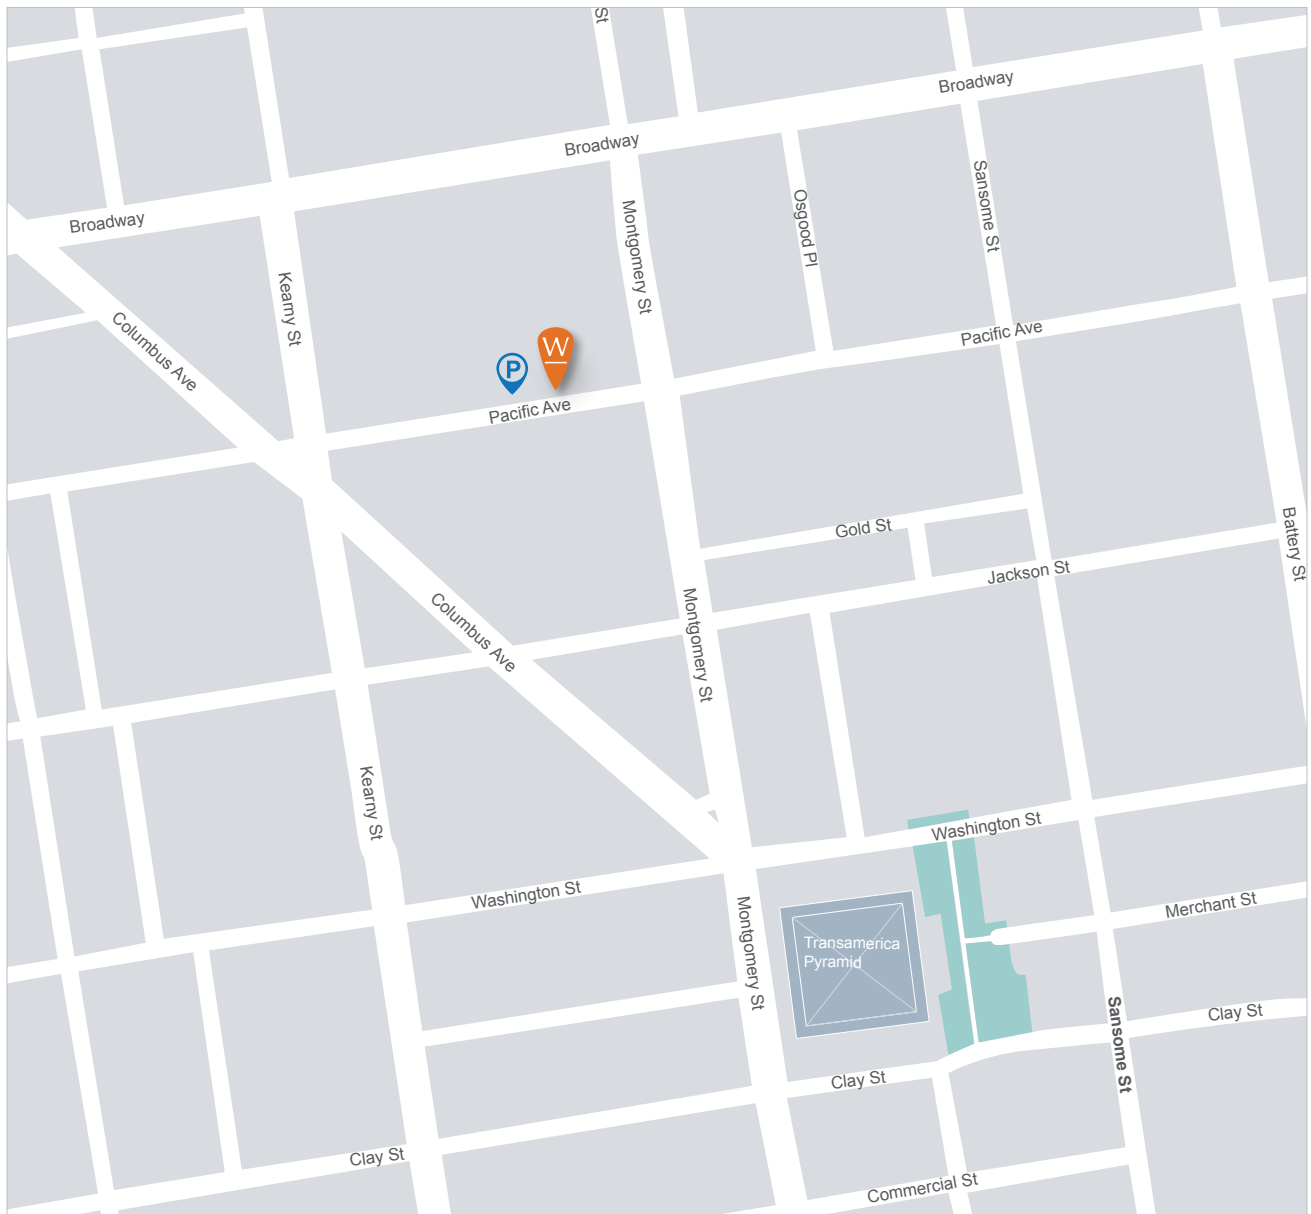 St
Broadway
Broadway
Broadway
Sansome St
Osgood Pl
Montgomery St
Kearny St
Columbus Ave
Pacific Ave
W
P
Pacific Ave
Gold St
Battery St
Jackson St
Columbus Ave
Montgomery St
Kearny St
Washington St
Washington St
Merchant St
Montgomery St
Transamerica
Pyramid
Sansome St
Clay St
Clay St
Clay St
Commercial St